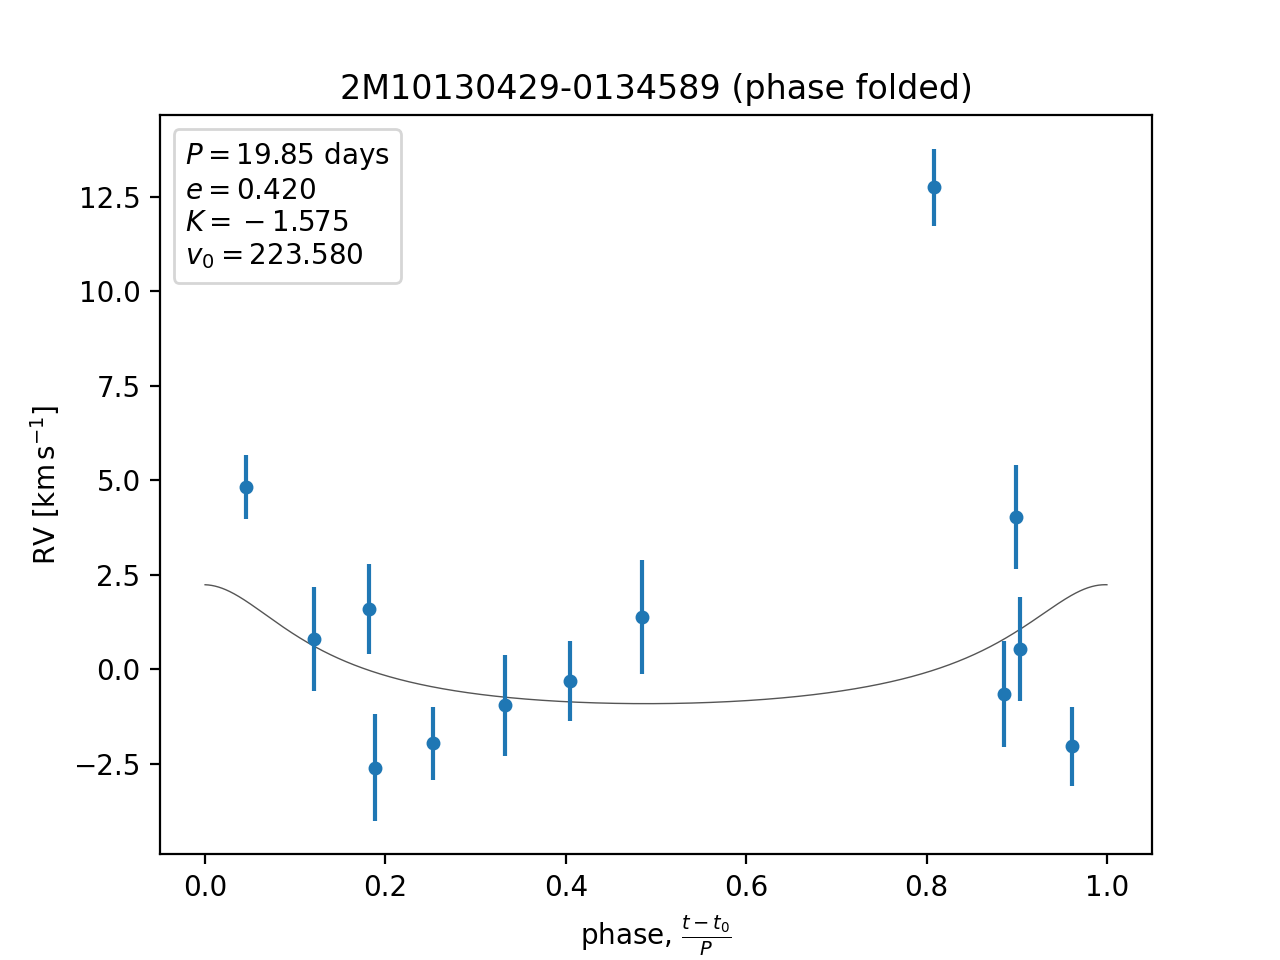 2M10130429-0134589 (phase folded)
P = 19.85 days
e = 0.420
K = −1.575
v₀ = 223.580
RV [km s⁻¹]
12.5
10.0
7.5
5.0
2.5
0.0
−2.5
0.0 0.2 0.4 0.6 0.8 1.0
phase, (t − t₀)/P